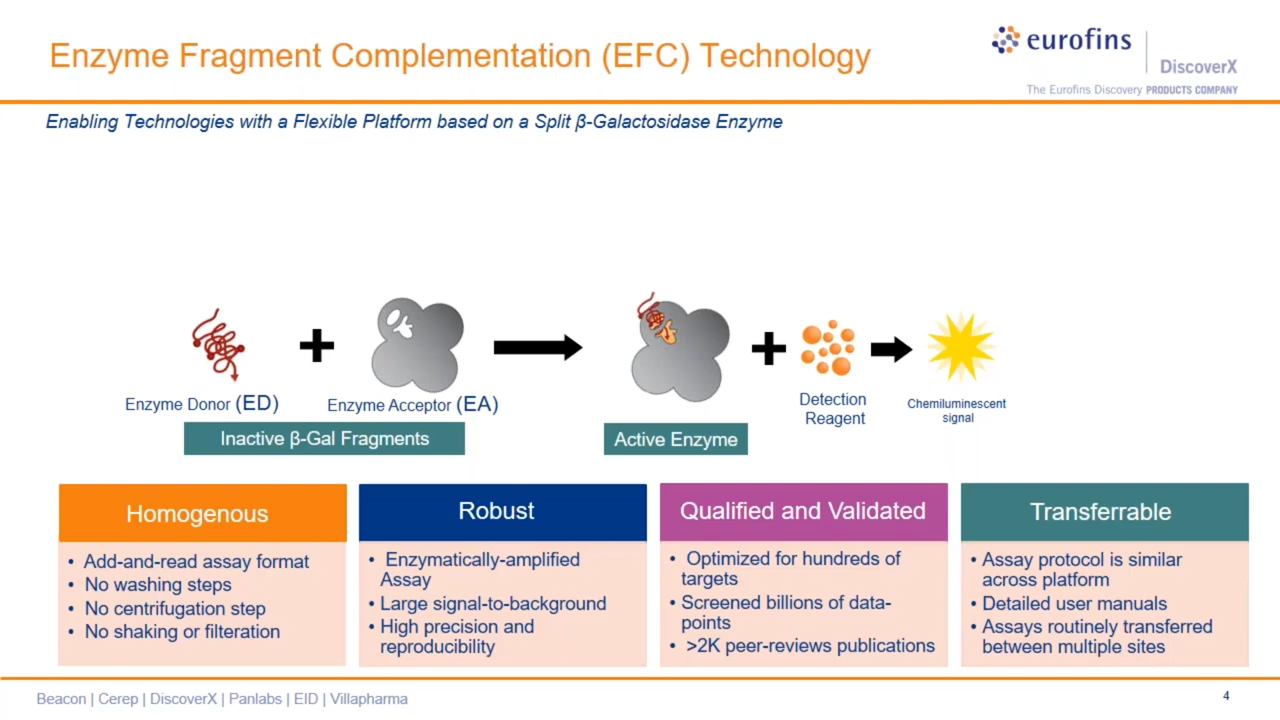 Enzyme Fragment Complementation (EFC) Technology
eurofins
DiscoverX
The Eurofins Discovery PRODUCTS COMPANY
Enabling Technologies with a Flexible Platform based on a Split β-Galactosidase Enzyme
Enzyme Donor (ED)
Enzyme Acceptor (EA)
Inactive β-Gal Fragments
Active Enzyme
Detection
Reagent
Chemiluminescent
signal
Homogenous
• Add-and-read assay format
• No washing steps
• No centrifugation step
• No shaking or filteration
Robust
• Enzymatically-amplified
Assay
• Large signal-to-background
• High precision and
reproducibility
Qualified and Validated
• Optimized for hundreds of
targets
• Screened billions of data-
points
• >2K peer-reviews publications
Transferrable
• Assay protocol is similar
across platform
• Detailed user manuals
• Assays routinely transferred
between multiple sites
Beacon | Cerep | DiscoverX | Panlabs | EID | Villapharma
4